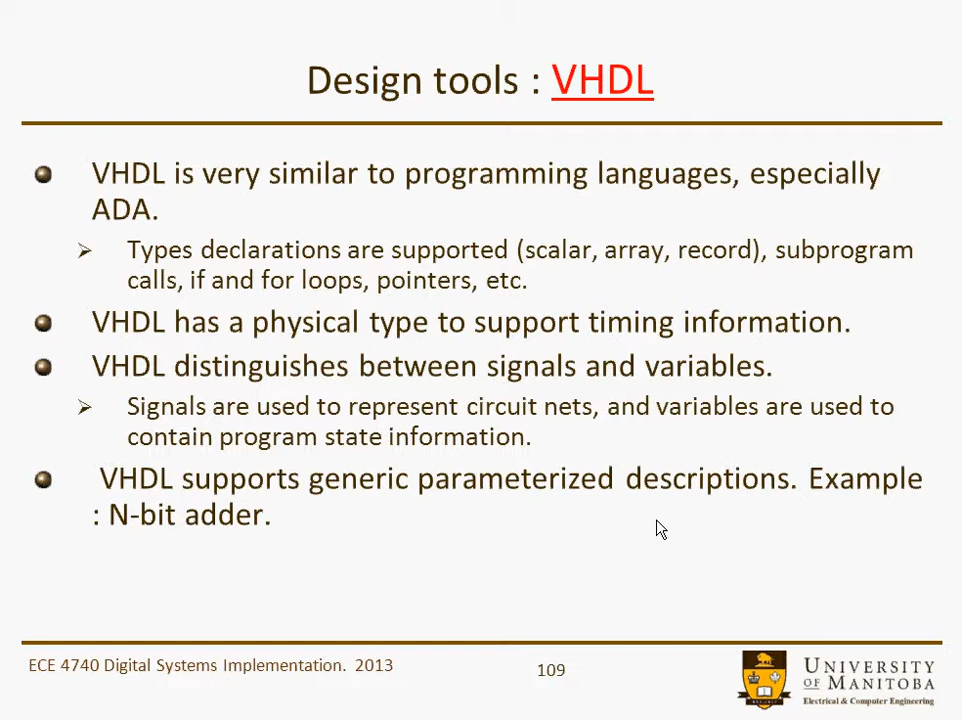 Design tools : VHDL
VHDL is very similar to programming languages, especially
ADA.
Types declarations are supported (scalar, array, record), subprogram
calls, if and for loops, pointers, etc.
VHDL has a physical type to support timing information.
VHDL distinguishes between signals and variables.
Signals are used to represent circuit nets, and variables are used to
contain program state information.
VHDL supports generic parameterized descriptions. Example
: N-bit adder.
ECE 4740 Digital Systems Implementation. 2013
109
UNIVERSITY
OF MANITOBA
Electrical & Computer Engineering